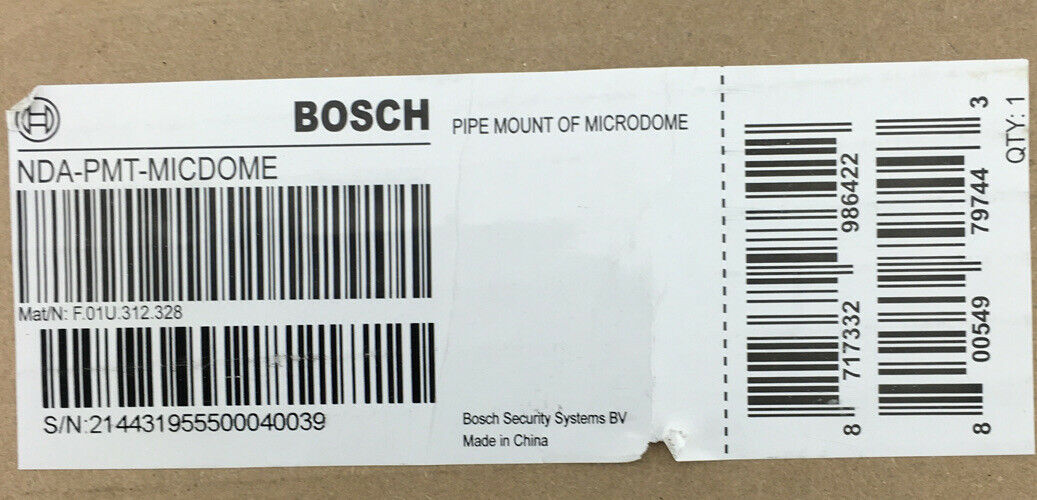 BOSCH
NDA-PMT-MICDOME
Mat/N: F.01U.312.328
S/N:214431955500040039
PIPE MOUNT OF MICRODOME
Bosch Security Systems BV
Made in China
8 717332 986422
8 00549 79744 3
QTY: 1